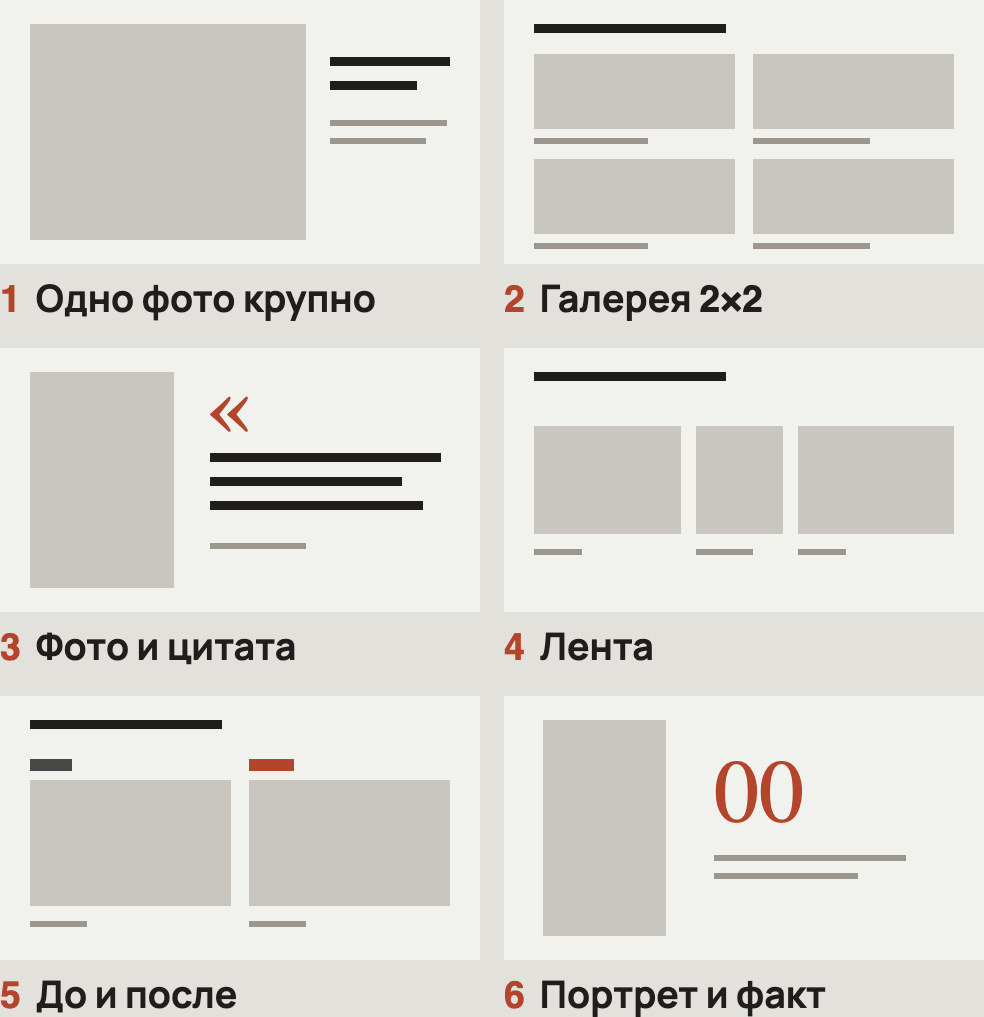 1 Одно фото крупно
2 Галерея 2×2
«
3 Фото и цитата
4 Лента
00
5 До и после
6 Портрет и факт